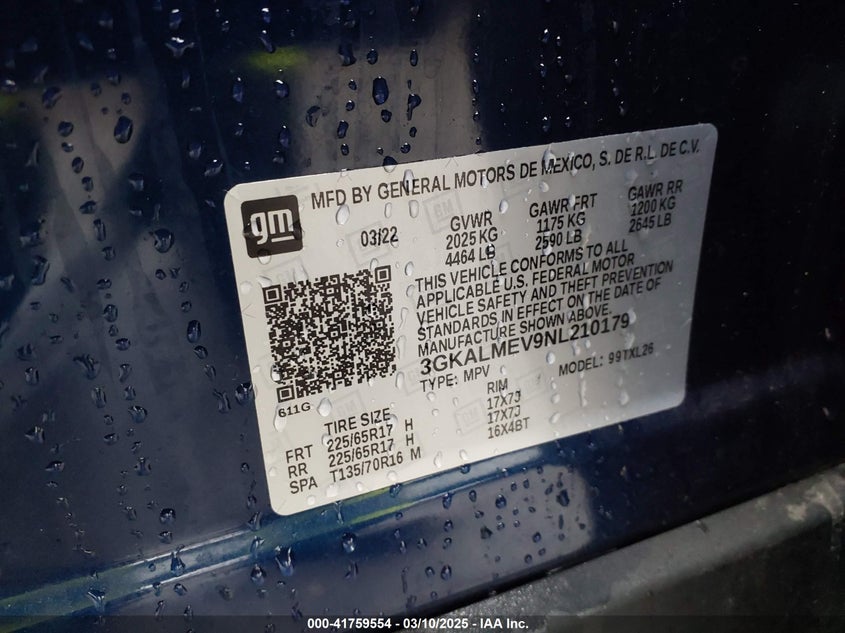 gm
MFD BY GENERAL MOTORS DE MEXICO, S. DE R.L. DE C.V.
03/22
GVWR
2025 KG
4464 LB
GAWR FRT
1175 KG
2590 LB
GAWR RR
1200 KG
2645 LB
THIS VEHICLE CONFORMS TO ALL
APPLICABLE U.S. FEDERAL MOTOR
VEHICLE SAFETY AND THEFT PREVENTION
STANDARDS IN EFFECT ON THE DATE OF
MANUFACTURE SHOWN ABOVE.
3GKALMEV9NL210179
TYPE: MPV
MODEL: 99TXL26
611G
TIRE SIZE
RIM
FRT 225/65R17 H 17X7J
RR 225/65R17 H 17X7J
SPA T135/70R16 M 16X4BT
000-41759554 — 03/10/2025 — IAA Inc.